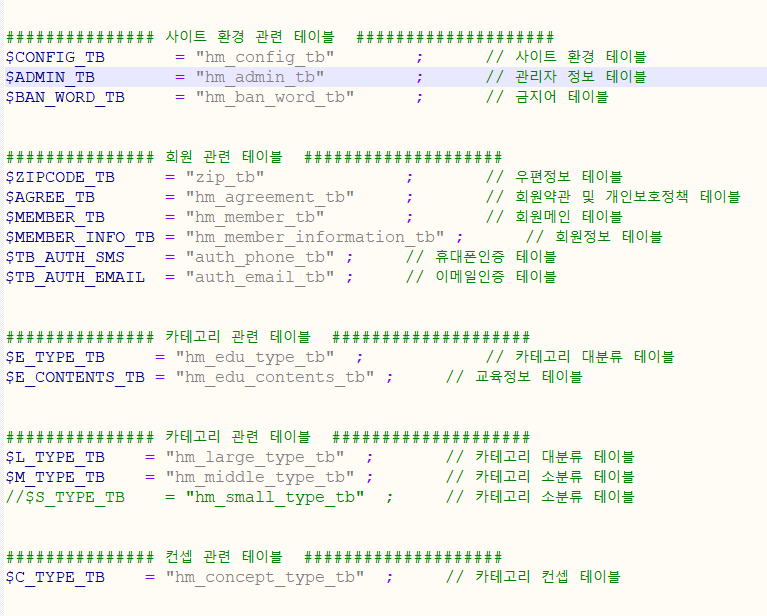 ############### 사이트 환경 관련 테이블 ####################
$CONFIG_TB = "hm_config_tb" ; // 사이트 환경 테이블
$ADMIN_TB = "hm_admin_tb" ; // 관리자 정보 테이블
$BAN_WORD_TB = "hm_ban_word_tb" ; // 금지어 테이블
############### 회원 관련 테이블 ####################
$ZIPCODE_TB = "zip_tb" ; // 우편정보 테이블
$AGREE_TB = "hm_agreement_tb" ; // 회원약관 및 개인보호정책 테이블
$MEMBER_TB = "hm_member_tb" ; // 회원메인 테이블
$MEMBER_INFO_TB = "hm_member_information_tb" ; // 회원정보 테이블
$TB_AUTH_SMS = "auth_phone_tb" ; // 휴대폰인증 테이블
$TB_AUTH_EMAIL = "auth_email_tb" ; // 이메일인증 테이블
############### 카테고리 관련 테이블 ####################
$E_TYPE_TB = "hm_edu_type_tb" ; // 카테고리 대분류 테이블
$E_CONTENTS_TB = "hm_edu_contents_tb" ; // 교육정보 테이블
############### 카테고리 관련 테이블 ####################
$L_TYPE_TB = "hm_large_type_tb" ; // 카테고리 대분류 테이블
$M_TYPE_TB = "hm_middle_type_tb" ; // 카테고리 소분류 테이블
//$S_TYPE_TB = "hm_small_type_tb" ; // 카테고리 소분류 테이블
############### 컨셉 관련 테이블 ####################
$C_TYPE_TB = "hm_concept_type_tb" ; // 카테고리 컨셉 테이블